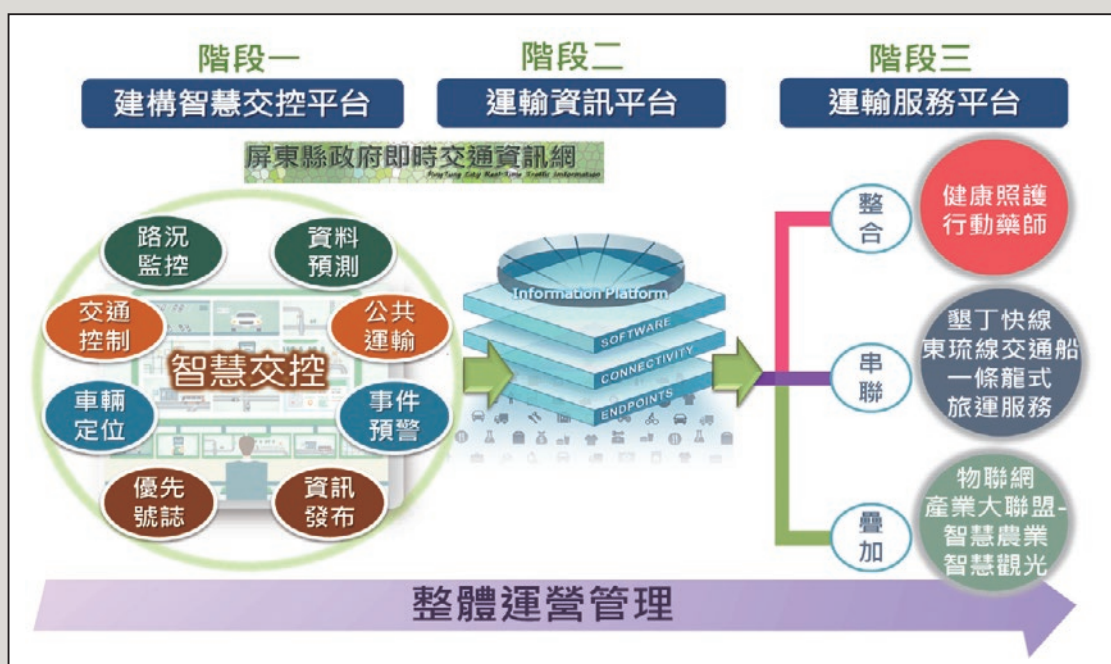 階段一
建構智慧交控平台
階段二
運輸資訊平台
階段三
運輸服務平台
屏東縣政府即時交通資訊網
路況
監控
資料
預測
交通
控制
公共
運輸
智慧交控
車輛
定位
事件
預警
優先
號誌
資訊
發布
Information Platform
SOFTWARE
CONNECTIVITY
ENDPOINTS
整
合
健康照護
行動藥師
串
聯
墾丁快線
東琉線交通船
一條龍式
旅運服務
疊
加
物聯網
產業大聯盟-
智慧農業
智慧觀光
整體運營管理